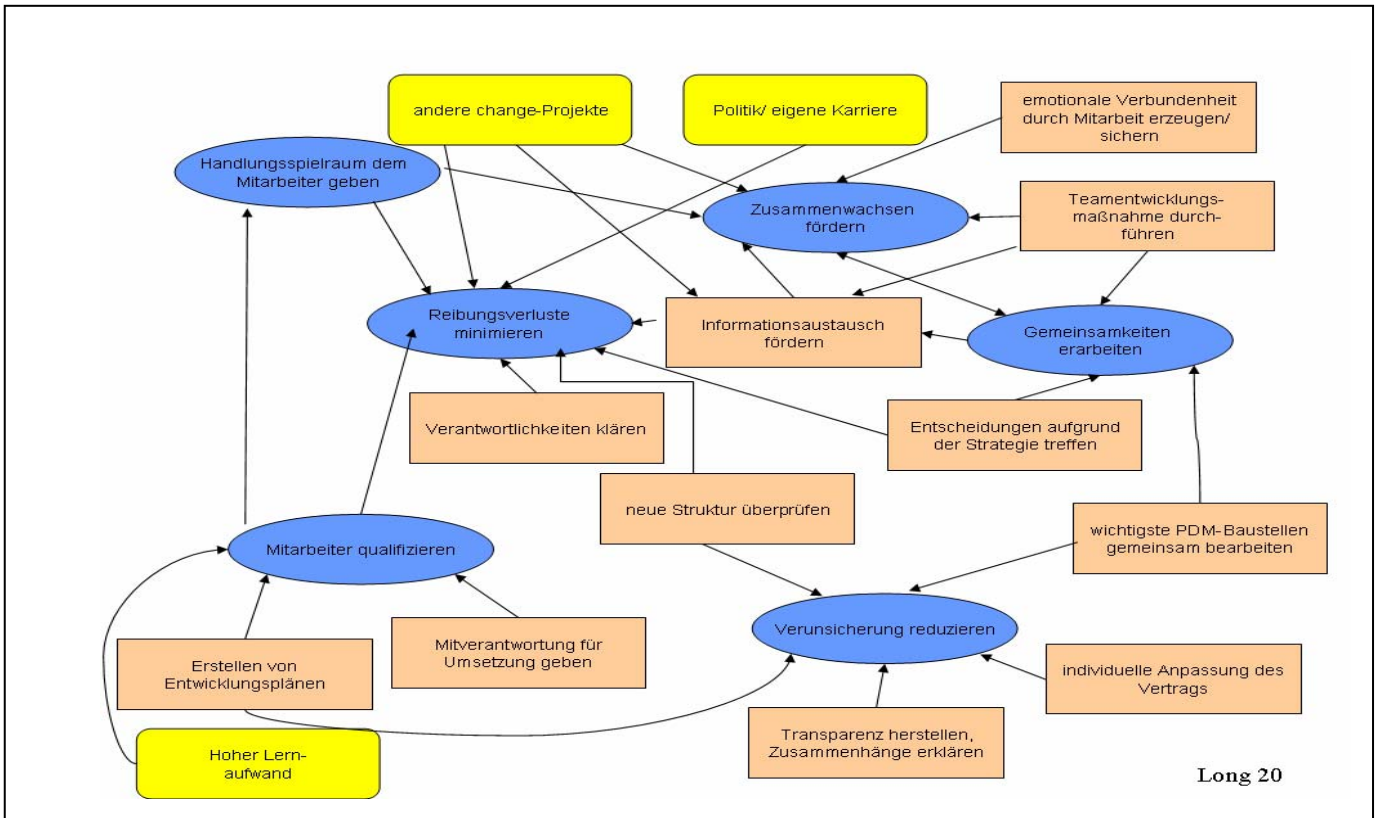 andere change-Projekte
Politik/ eigene Karriere
emotionale Verbundenheit
durch Mitarbeit erzeugen/
sichern
Handlungsspielraum dem
Mitarbeiter geben
Zusammenwachsen
fördern
Teamentwicklungs-
maßnahme durch-
führen
Reibungsverluste
minimieren
Informationsaustausch
fördern
Gemeinsamkeiten
erarbeiten
Verantwortlichkeiten klären
Entscheidungen aufgrund
der Strategie treffen
neue Struktur überprüfen
wichtigste PDM-Baustellen
gemeinsam bearbeiten
Mitarbeiter qualifizieren
Verunsicherung reduzieren
Mitverantwortung für
Umsetzung geben
Erstellen von
Entwicklungsplänen
individuelle Anpassung des
Vertrags
Transparenz herstellen,
Zusammenhänge erklären
Hoher Lern-
aufwand
Long 20